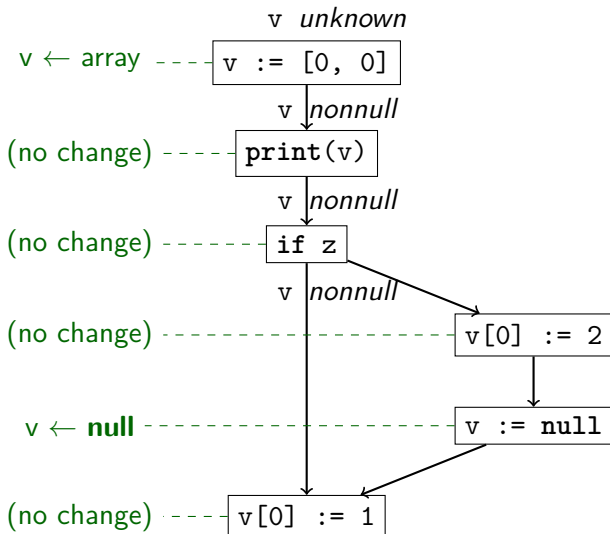 v unknown
v ← array
v := [0, 0]
v nonnull
(no change)
print(v)
v nonnull
(no change)
if z
v nonnull
(no change)
v[0] := 2
v ← null
v := null
(no change)
v[0] := 1